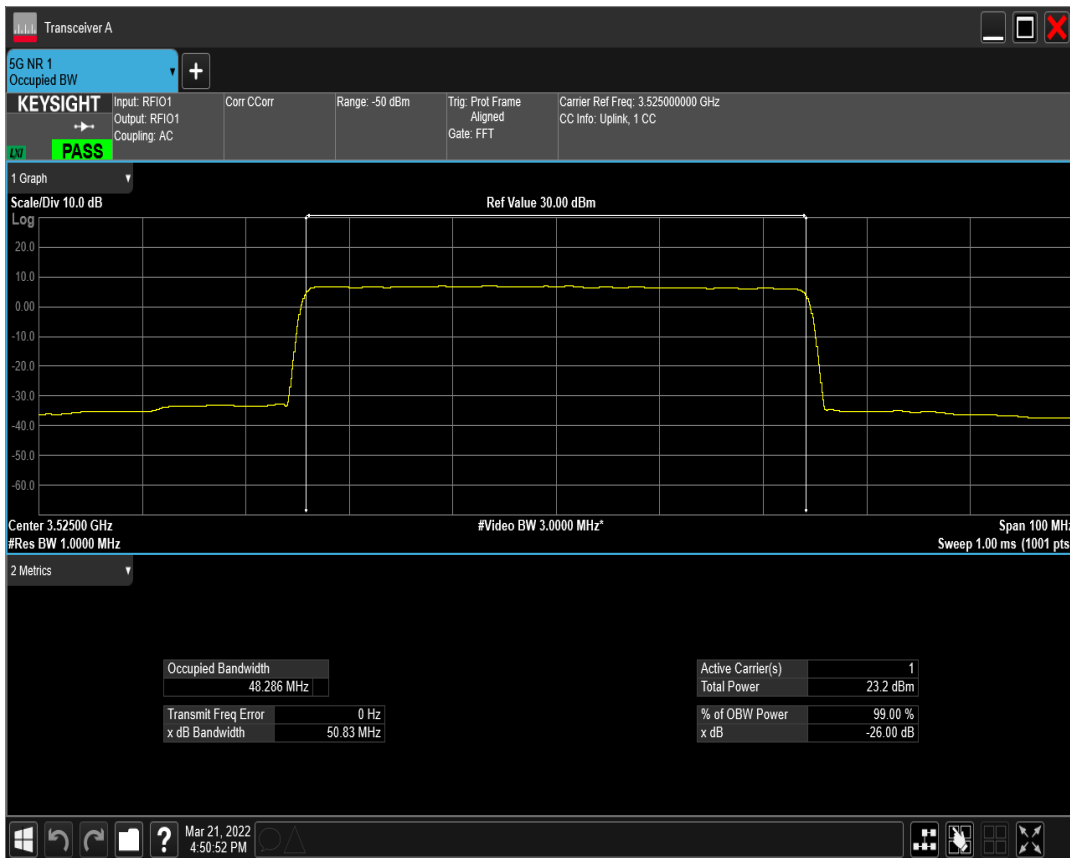 Transceiver A
5G NR 1
Occupied BW
+
KEYSIGHT
LXI
PASS
Input: RFIO1
Output: RFIO1
Coupling: AC
Corr CCorr
Range: -50 dBm
Trig: Prot Frame
Aligned
Gate: FFT
Carrier Ref Freq: 3.525000000 GHz
CC Info: Uplink, 1 CC
1 Graph
Scale/Div 10.0 dB
Ref Value 30.00 dBm
Log
20.0
10.0
0.00
-10.0
-20.0
-30.0
-40.0
-50.0
-60.0
Center 3.52500 GHz
#Video BW 3.0000 MHz*
Span 100 MHz
#Res BW 1.0000 MHz
Sweep 1.00 ms (1001 pts
2 Metrics
Occupied Bandwidth
48.286 MHz
Transmit Freq Error 0 Hz
x dB Bandwidth 50.83 MHz
Active Carrier(s) 1
Total Power 23.2 dBm
% of OBW Power 99.00 %
x dB -26.00 dB
?
Mar 21, 2022
4:50:52 PM